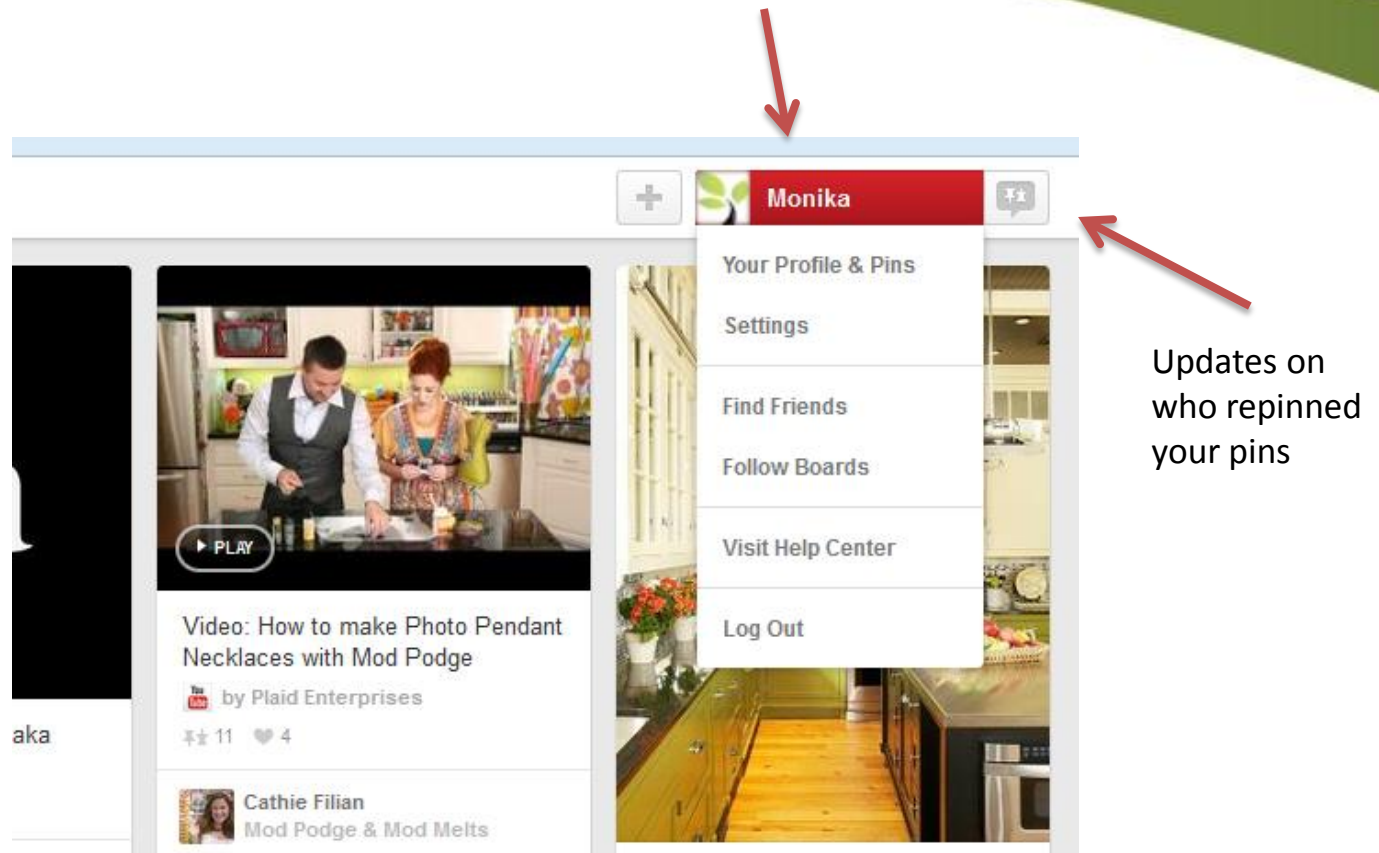 Monika
Your Profile & Pins
Settings
Find Friends
Follow Boards
Visit Help Center
Log Out
Updates on
who repinned
your pins
PLAY
Video: How to make Photo Pendant
Necklaces with Mod Podge
You
Tube
by Plaid Enterprises
11 4
Cathie Filian
Mod Podge & Mod Melts
aka